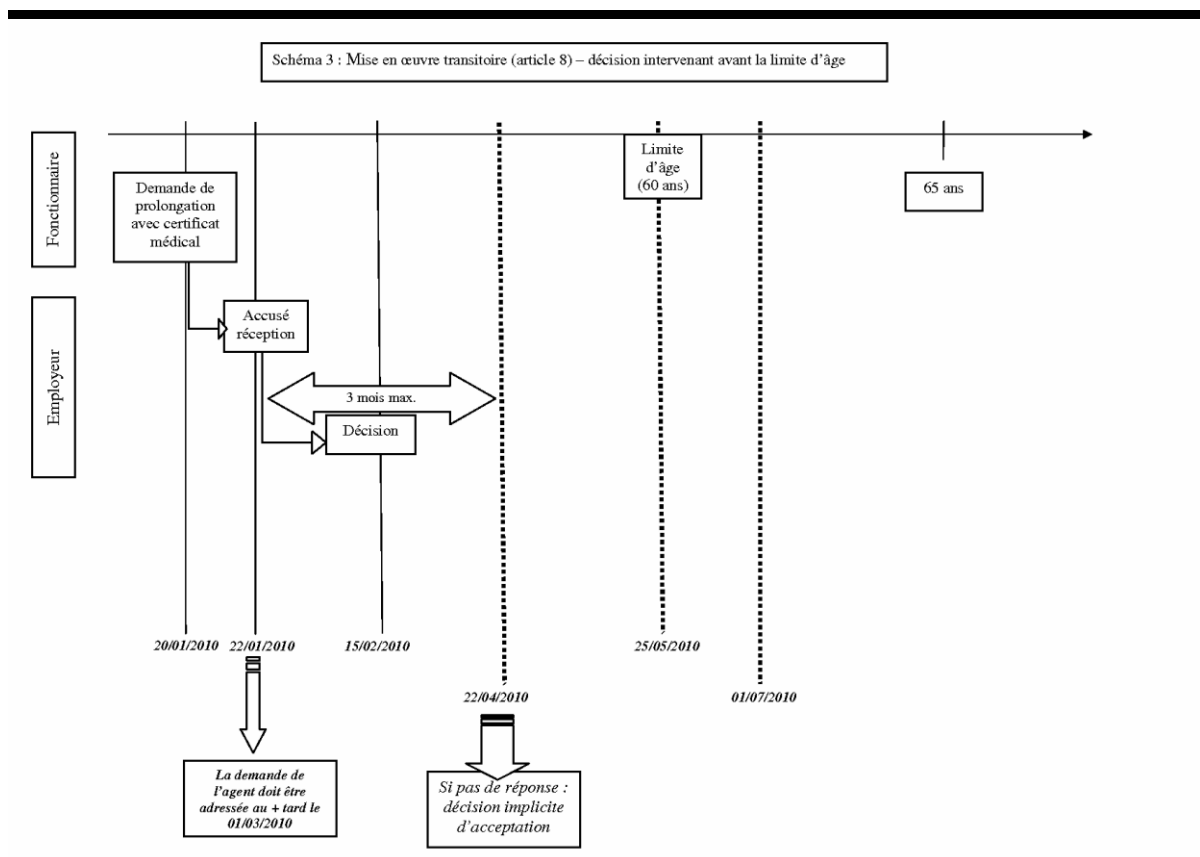 Schéma 3 : Mise en œuvre transitoire (article 8) – décision intervenant avant la limite d’âge
Fonctionnaire
Demande de
prolongation
avec certificat
médical
Limite
d’âge
(60 ans)
65 ans
Employeur
Accusé
réception
3 mois max.
Décision
20/01/2010
22/01/2010
15/02/2010
25/05/2010
22/04/2010
01/07/2010
La demande de
l’agent doit être
adressée au + tard le
01/03/2010
Si pas de réponse :
décision implicite
d’acceptation